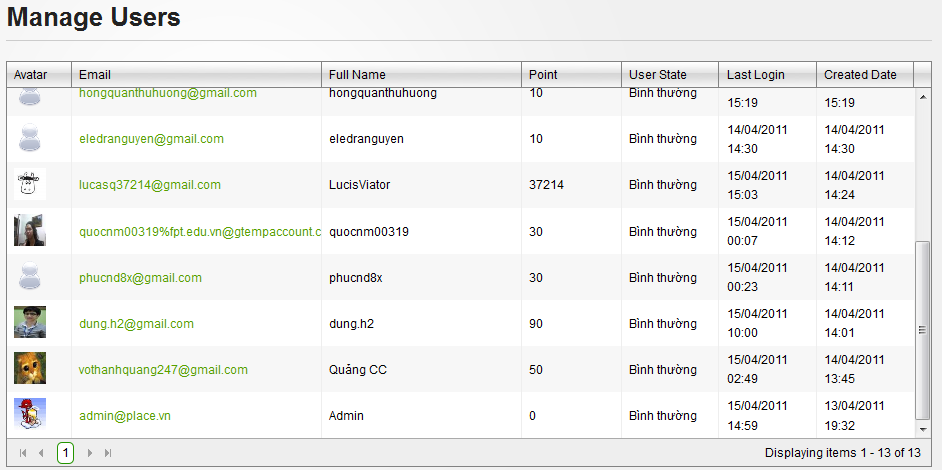 Manage Users
Avatar Email Full Name Point User State Last Login Created Date
hongquanthuhuong@gmail.com hongquanthuhuong 10 Bình thường 15:19 15:19
eledranguyen@gmail.com eledranguyen 10 Bình thường 14/04/2011 14:30 14/04/2011 14:30
lucasq37214@gmail.com LucisViator 37214 Bình thường 15/04/2011 15:03 14/04/2011 14:24
quocnm00319%fpt.edu.vn@gtempaccount.c quocnm00319 30 Bình thường 15/04/2011 00:07 14/04/2011 14:12
phucnd8x@gmail.com phucnd8x 30 Bình thường 15/04/2011 00:23 14/04/2011 14:11
dung.h2@gmail.com dung.h2 90 Bình thường 15/04/2011 10:00 14/04/2011 14:01
vothanhquang247@gmail.com Quảng CC 50 Bình thường 15/04/2011 02:49 14/04/2011 13:45
admin@place.vn Admin 0 Bình thường 15/04/2011 14:59 13/04/2011 19:32
1 Displaying items 1 - 13 of 13